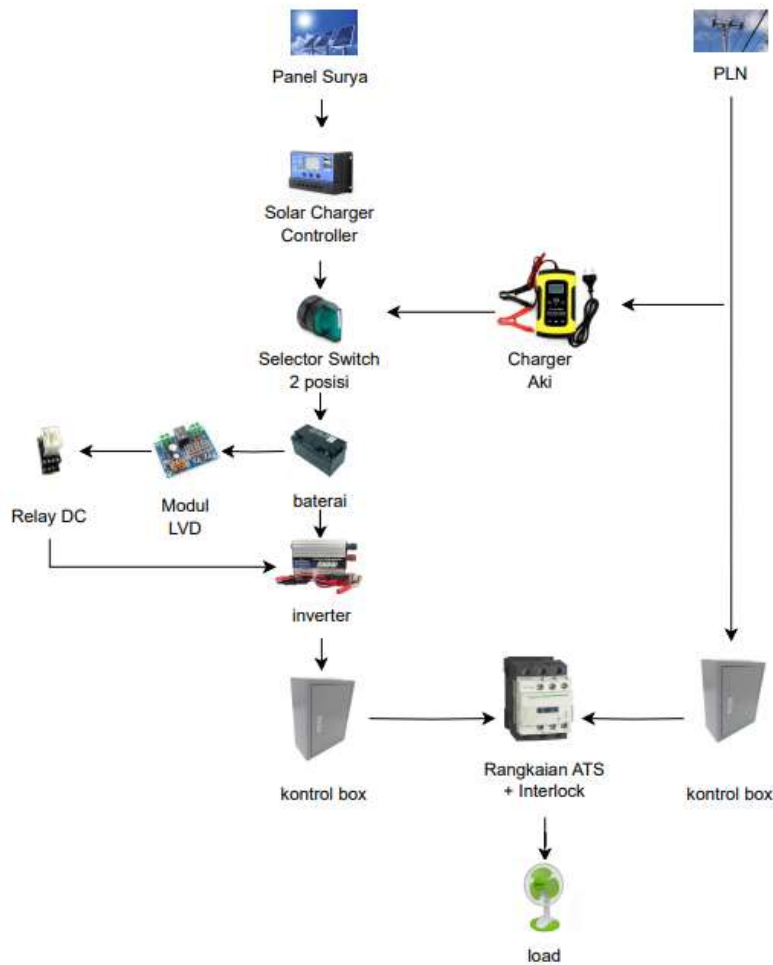 Panel Surya
PLN
Solar Charger
Controller
Selector Switch
2 posisi
Charger
Aki
Relay DC
Modul
LVD
baterai
inverter
kontrol box
Rangkaian ATS
+ Interlock
kontrol box
load